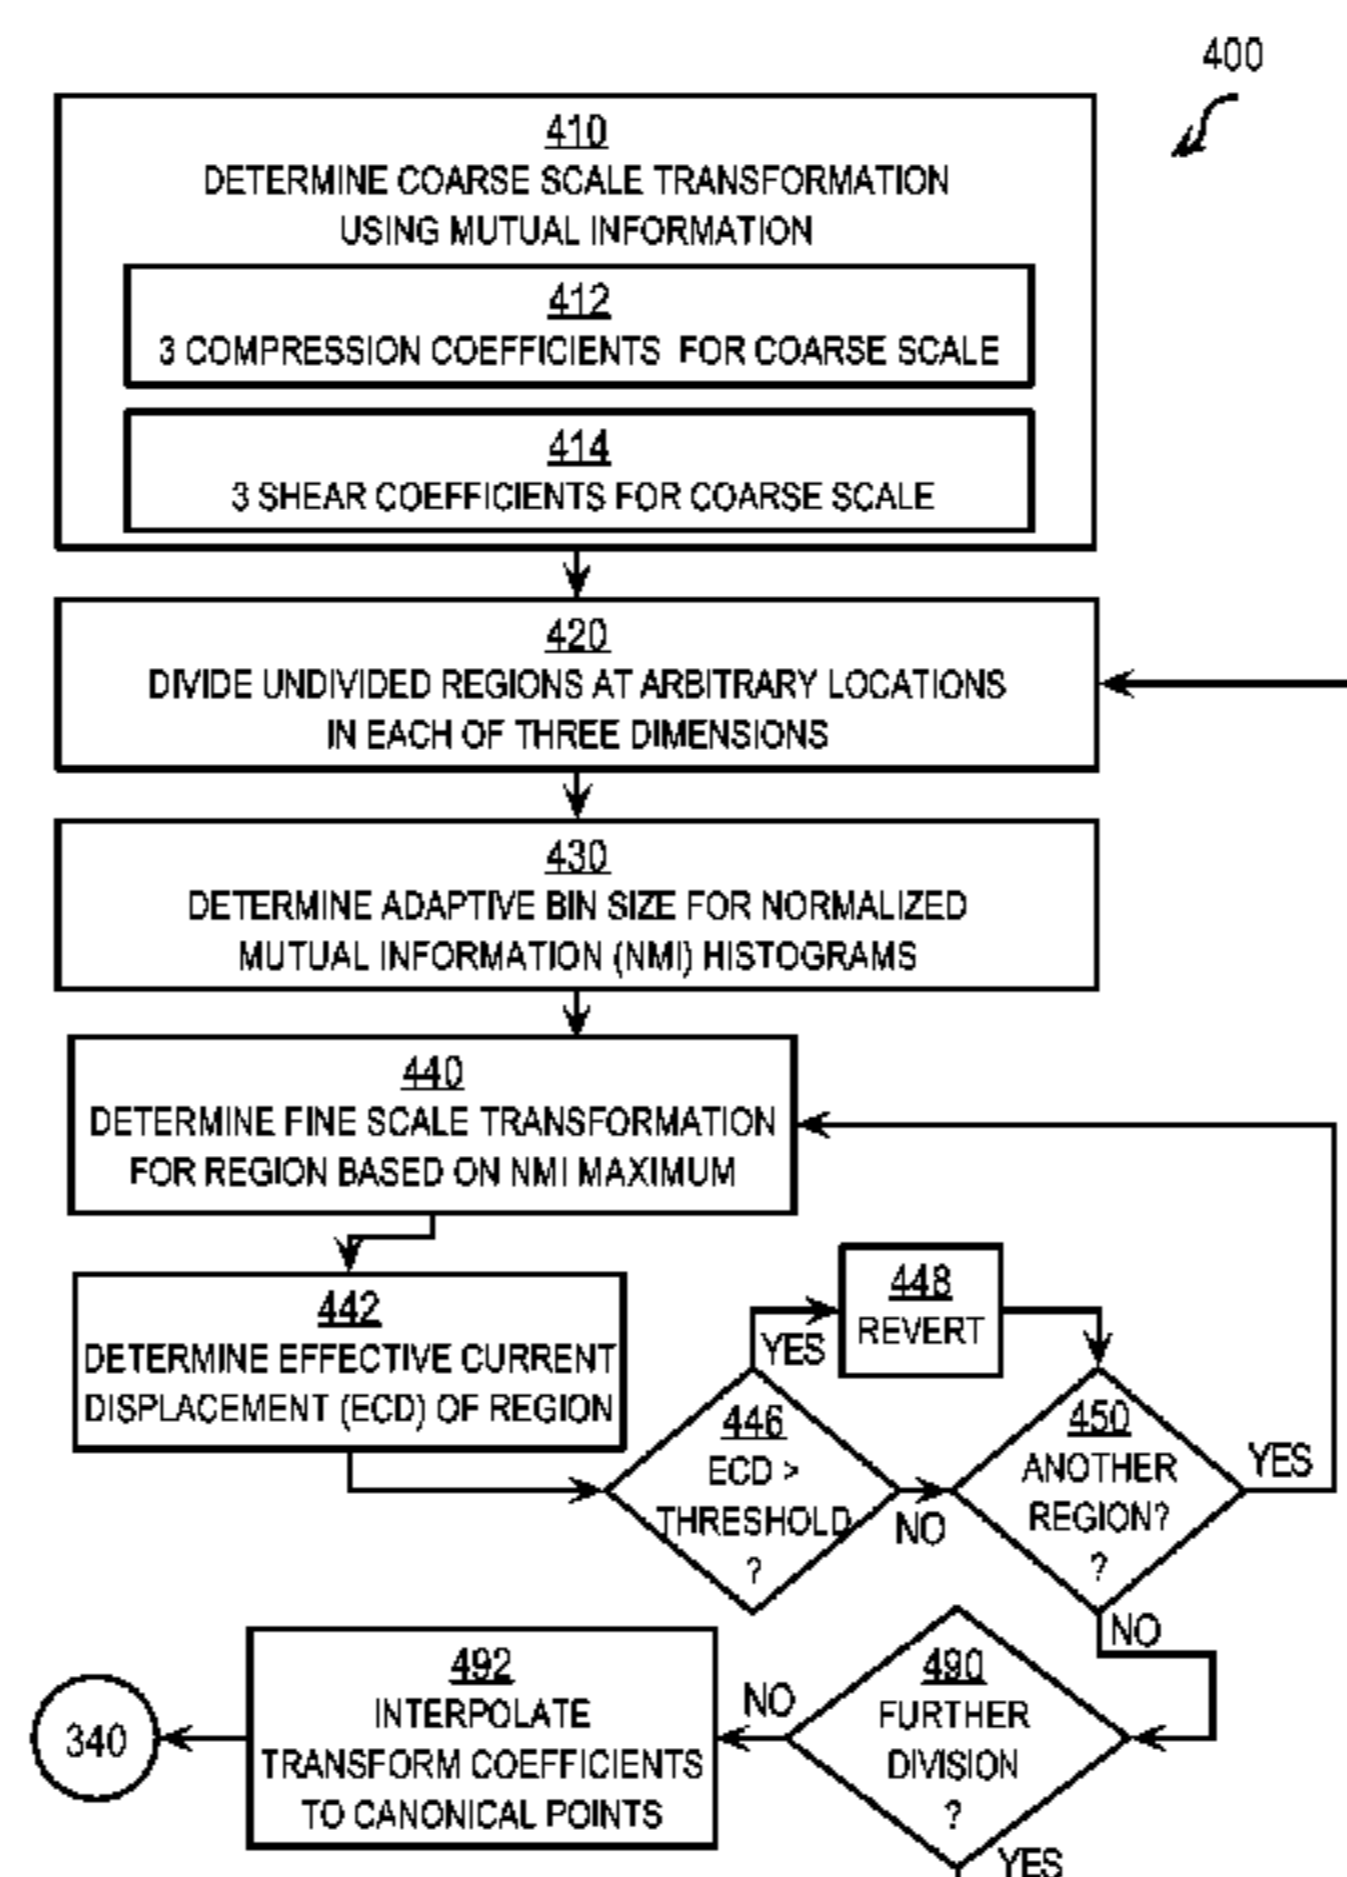 400
410
DETERMINE COARSE SCALE TRANSFORMATION
USING MUTUAL INFORMATION
412
3 COMPRESSION COEFFICIENTS FOR COARSE SCALE
414
3 SHEAR COEFFICIENTS FOR COARSE SCALE
420
DIVIDE UNDIVIDED REGIONS AT ARBITRARY LOCATIONS
IN EACH OF THREE DIMENSIONS
430
DETERMINE ADAPTIVE BIN SIZE FOR NORMALIZED
MUTUAL INFORMATION (NMI) HISTOGRAMS
440
DETERMINE FINE SCALE TRANSFORMATION
FOR REGION BASED ON NMI MAXIMUM
442
DETERMINE EFFECTIVE CURRENT
DISPLACEMENT (ECD) OF REGION
446
ECD >
THRESHOLD
?
YES
448
REVERT
NO
450
ANOTHER
REGION?
?
YES
NO
490
FURTHER
DIVISION
?
YES
NO
492
INTERPOLATE
TRANSFORM COEFFICIENTS
TO CANONICAL POINTS
340